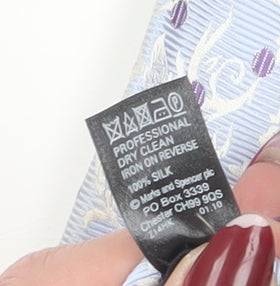 PROFESSIONAL
DRY CLEAN
IRON ON REVERSE
100% SILK
© Marks and Spencer plc
PO Box 3339
Chester CH99 9QS
01.10